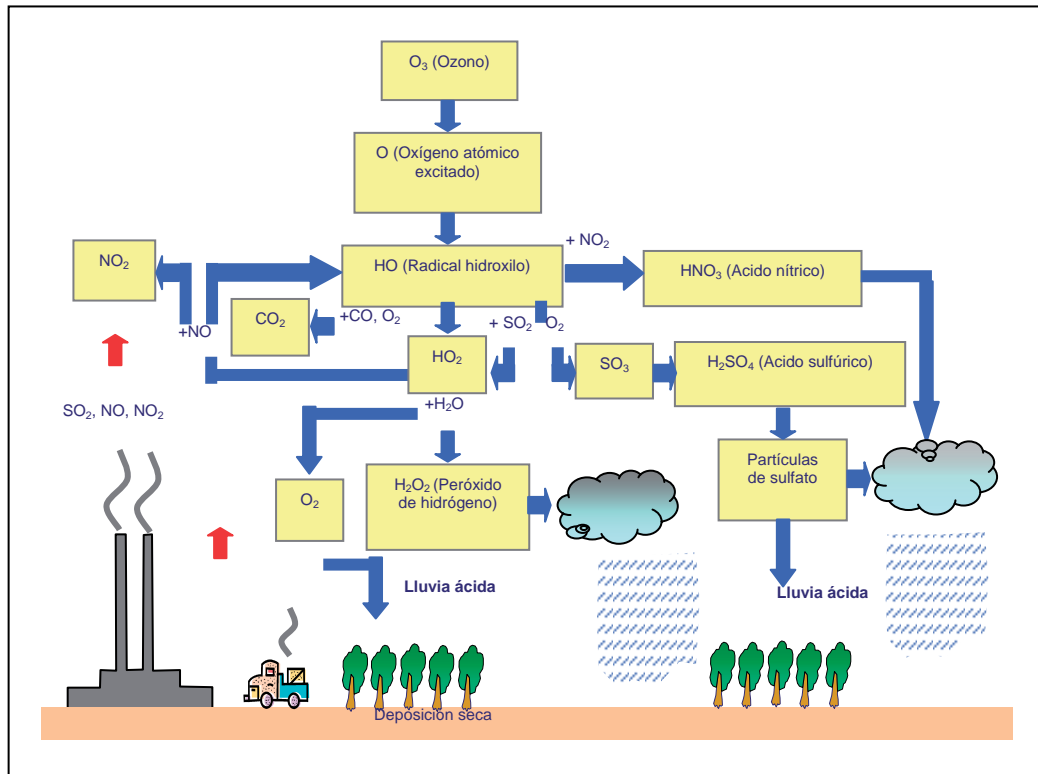 O₃ (Ozono)
O (Oxígeno atómico
excitado)
+ NO₂
NO₂
HO (Radical hidroxilo)
HNO₃ (Acido nítrico)
+NO
CO₂
+CO, O₂
+ SO₂
O₂
HO₂
SO₃
H₂SO₄ (Acido sulfúrico)
+H₂O
SO₂, NO, NO₂
Partículas
de sulfato
O₂
H₂O₂ (Peróxido
de hidrógeno)
Lluvia ácida
Lluvia ácida
Deposición seca